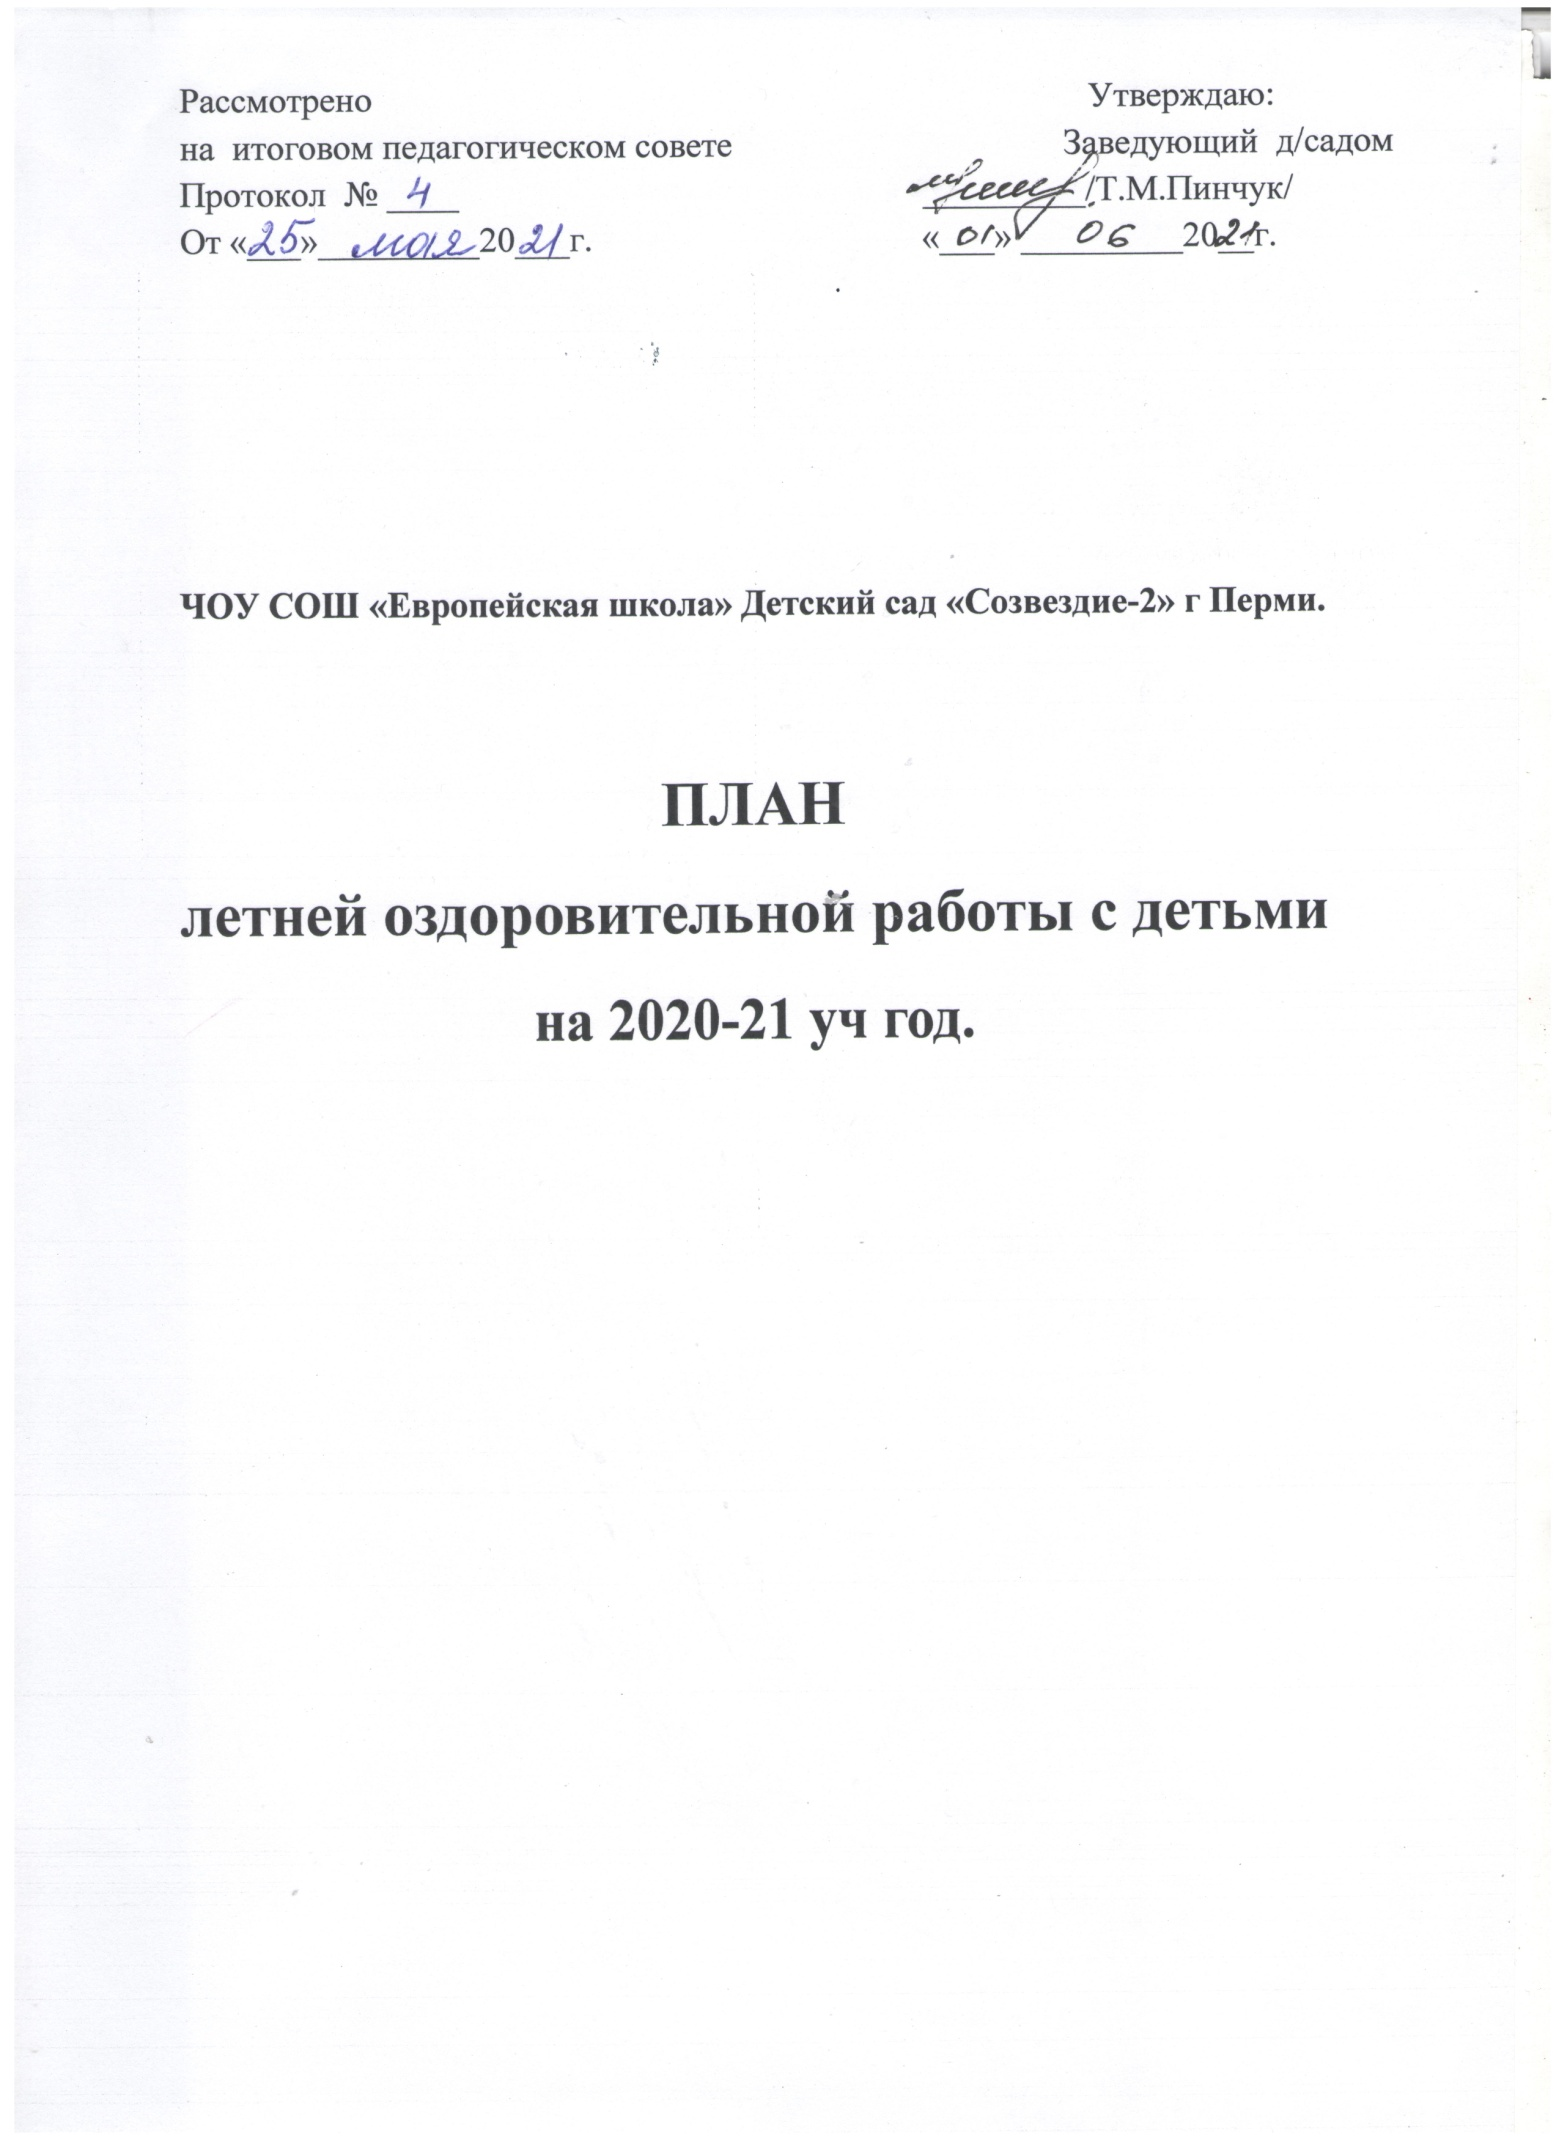 Рассмотрено
на итоговом педагогическом совете
Протокол № 4
От «25» мая 2021 г.
Утверждаю:
Заведующий д/садом
/Т.М.Пинчук/
«01» 06 2021 г.
ЧОУ СОШ «Европейская школа» Детский сад «Созвездие-2» г Перми.
ПЛАН
летней оздоровительной работы с детьми
на 2020-21 уч год.